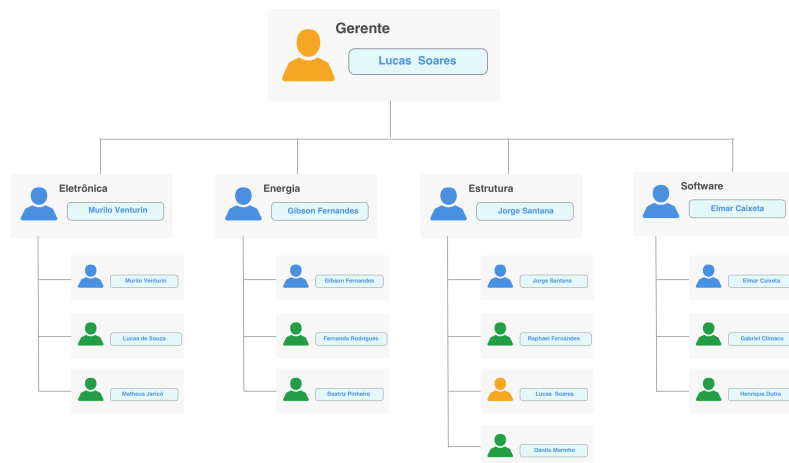 Gerente
Lucas Soares
Eletrônica
Murilo Venturin
Murilo Venturin
Lucas de Souza
Matheus Jericó
Energia
Gibson Fernandes
Gibson Fernandes
Fernanda Rodrigues
Beatriz Pinheiro
Estrutura
Jorge Santana
Jorge Santana
Raphael Fernandes
Lucas Soares
Danilo Marinho
Software
Elmar Caixeta
Elmar Caixeta
Gabriel Climaco
Henrique Dutra